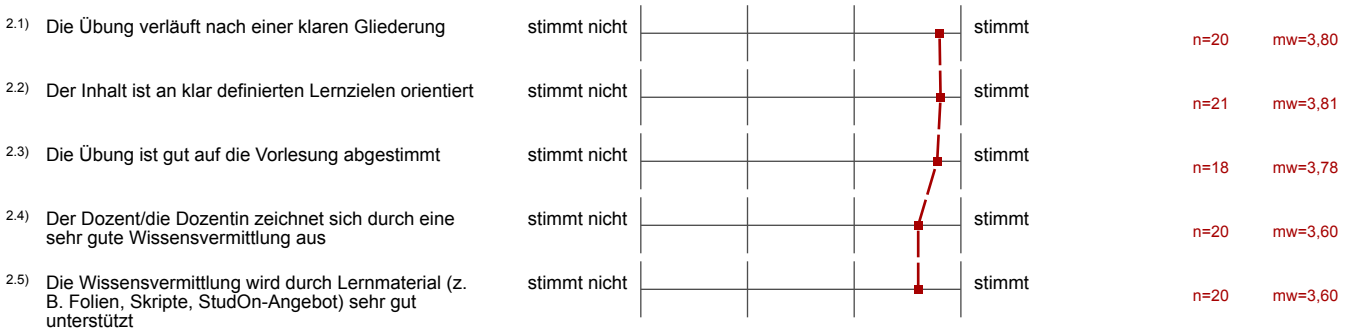 2.1) Die Übung verläuft nach einer klaren Gliederung stimmt nicht stimmt n=20 mw=3,80
2.2) Der Inhalt ist an klar definierten Lernzielen orientiert stimmt nicht stimmt n=21 mw=3,81
2.3) Die Übung ist gut auf die Vorlesung abgestimmt stimmt nicht stimmt n=18 mw=3,78
2.4) Der Dozent/die Dozentin zeichnet sich durch eine stimmt nicht stimmt n=20 mw=3,60
sehr gute Wissensvermittlung aus
2.5) Die Wissensvermittlung wird durch Lernmaterial (z. stimmt nicht stimmt n=20 mw=3,60
B. Folien, Skripte, StudOn-Angebot) sehr gut
unterstützt